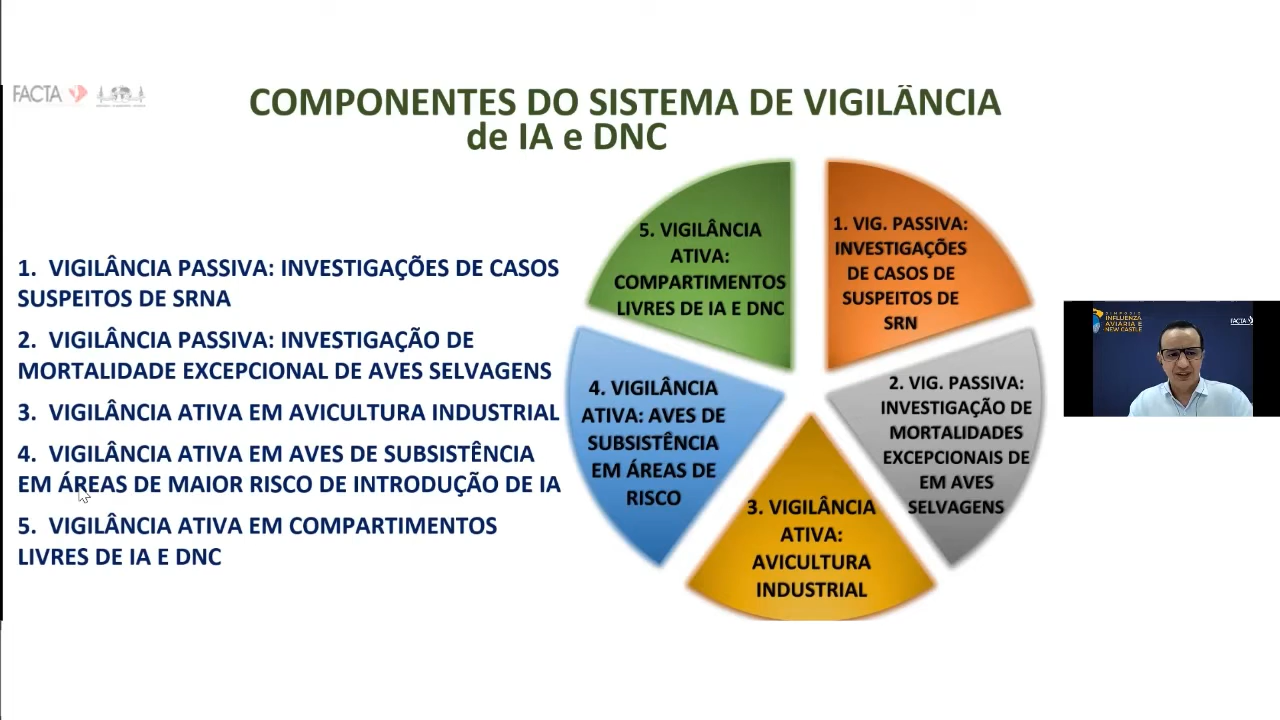 FACTA
COMPONENTES DO SISTEMA DE VIGILÂNCIA
de IA e DNC
1. VIGILÂNCIA PASSIVA: INVESTIGAÇÕES DE CASOS
SUSPEITOS DE SRNA
2. VIGILÂNCIA PASSIVA: INVESTIGAÇÃO DE
MORTALIDADE EXCEPCIONAL DE AVES SELVAGENS
3. VIGILÂNCIA ATIVA EM AVICULTURA INDUSTRIAL
4. VIGILÂNCIA ATIVA EM AVES DE SUBSISTÊNCIA
EM ÁREAS DE MAIOR RISCO DE INTRODUÇÃO DE IA
5. VIGILÂNCIA ATIVA EM COMPARTIMENTOS
LIVRES DE IA E DNC
5. VIGILÂNCIA
ATIVA:
COMPARTIMENTOS
LIVRES DE IA E DNC
1. VIG. PASSIVA:
INVESTIGAÇÕES
DE CASOS DE
SUSPEITOS DE
SRN
4. VIGILÂNCIA
ATIVA: AVES DE
SUBSISTÊNCIA
EM ÁREAS DE
RISCO
2. VIG. PASSIVA:
INVESTIGAÇÃO DE
MORTALIDADES
EXCEPCIONAIS DE
EM AVES
SELVAGENS
3. VIGILÂNCIA
ATIVA:
AVICULTURA
INDUSTRIAL
SIMPÓSIO
INFLUENZA
AVIÁRIA E
NEW CASTLE
FACTA